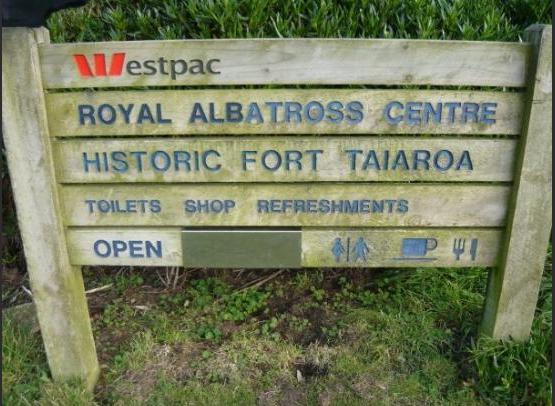 Westpac
ROYAL ALBATROSS CENTRE
HISTORIC FORT TAIAROA
TOILETS SHOP REFRESHMENTS
OPEN